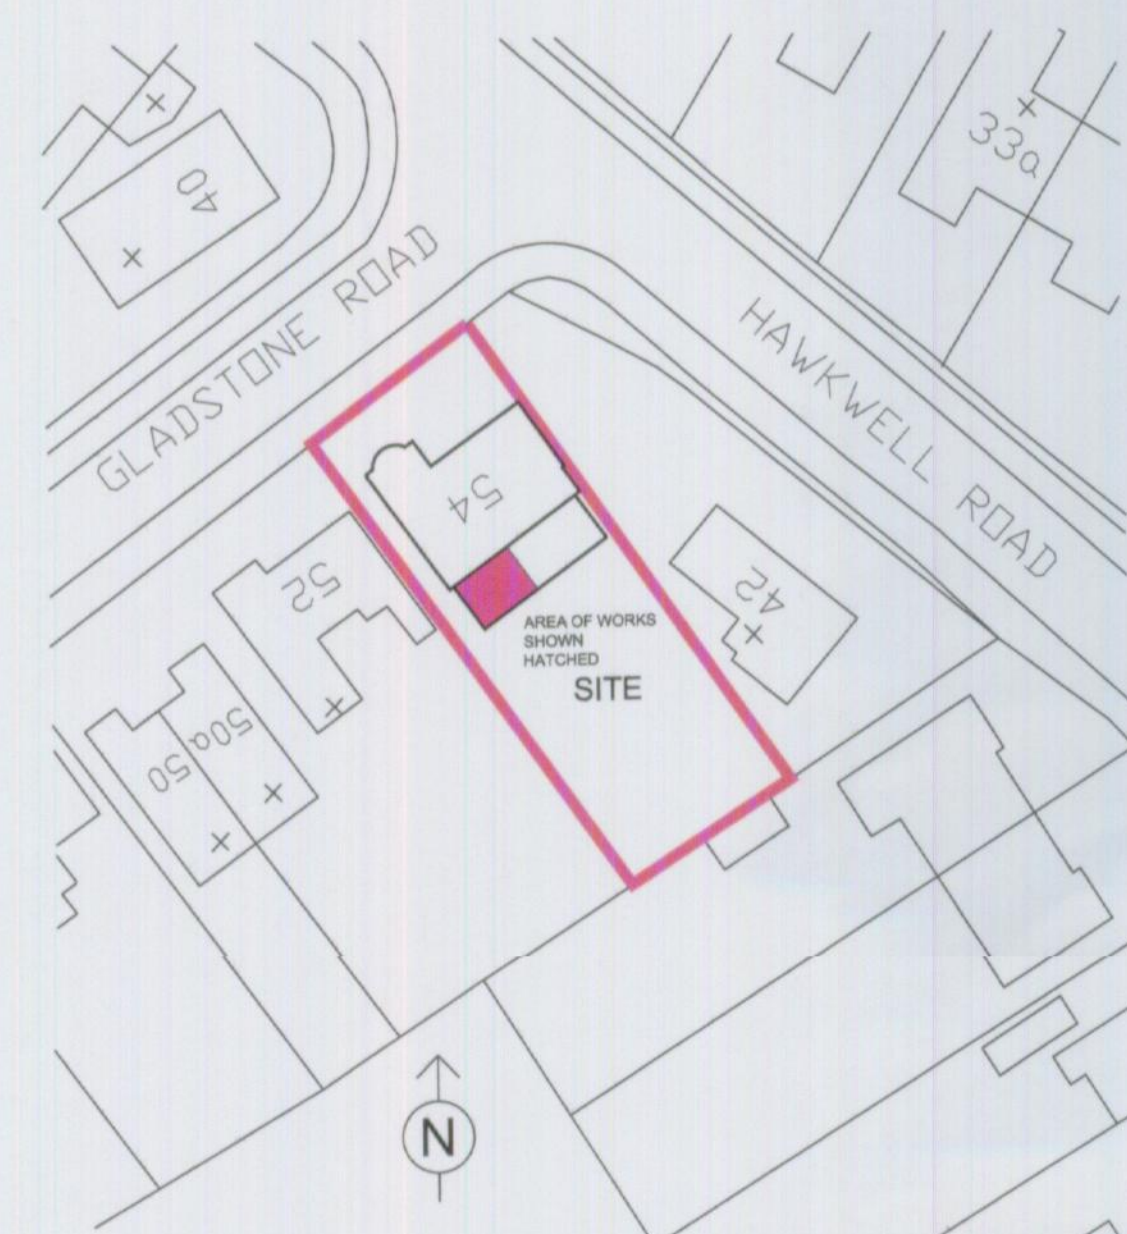 33a
40
GLADSTONE ROAD
HAWKWELL ROAD
54
52
42
AREA OF WORKS
SHOWN
HATCHED
SITE
50a
50
N